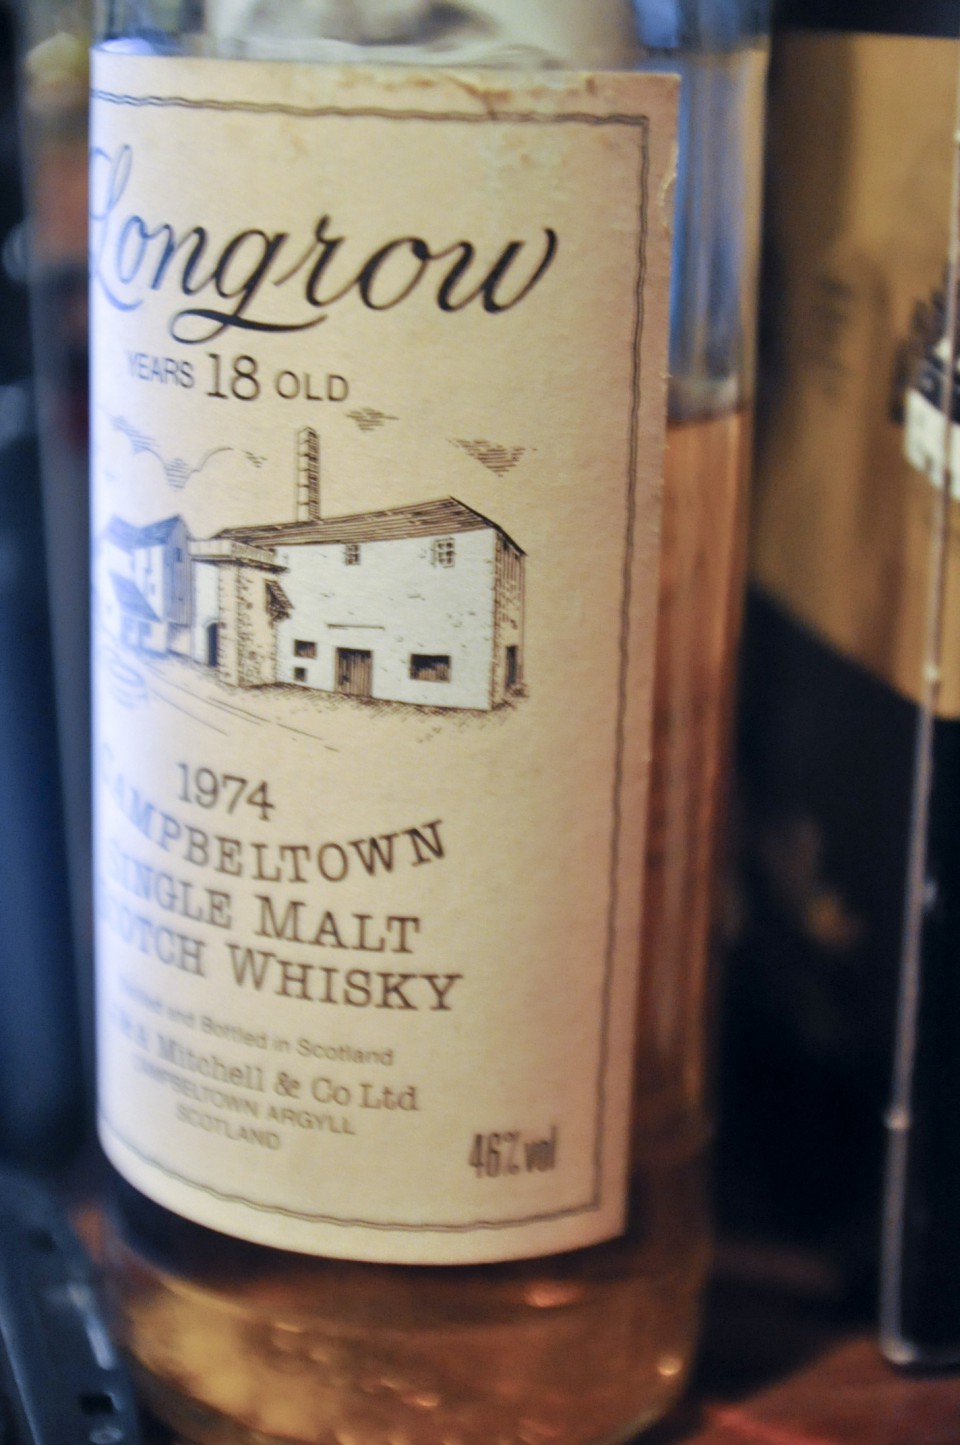 Longrow
YEARS 18 OLD
1974
CAMPBELTOWN
SINGLE MALT
SCOTCH WHISKY
and Bottled in Scotland
Mitchell & Co Ltd
CAMPBELTOWN ARGYLL
SCOTLAND
46% vol